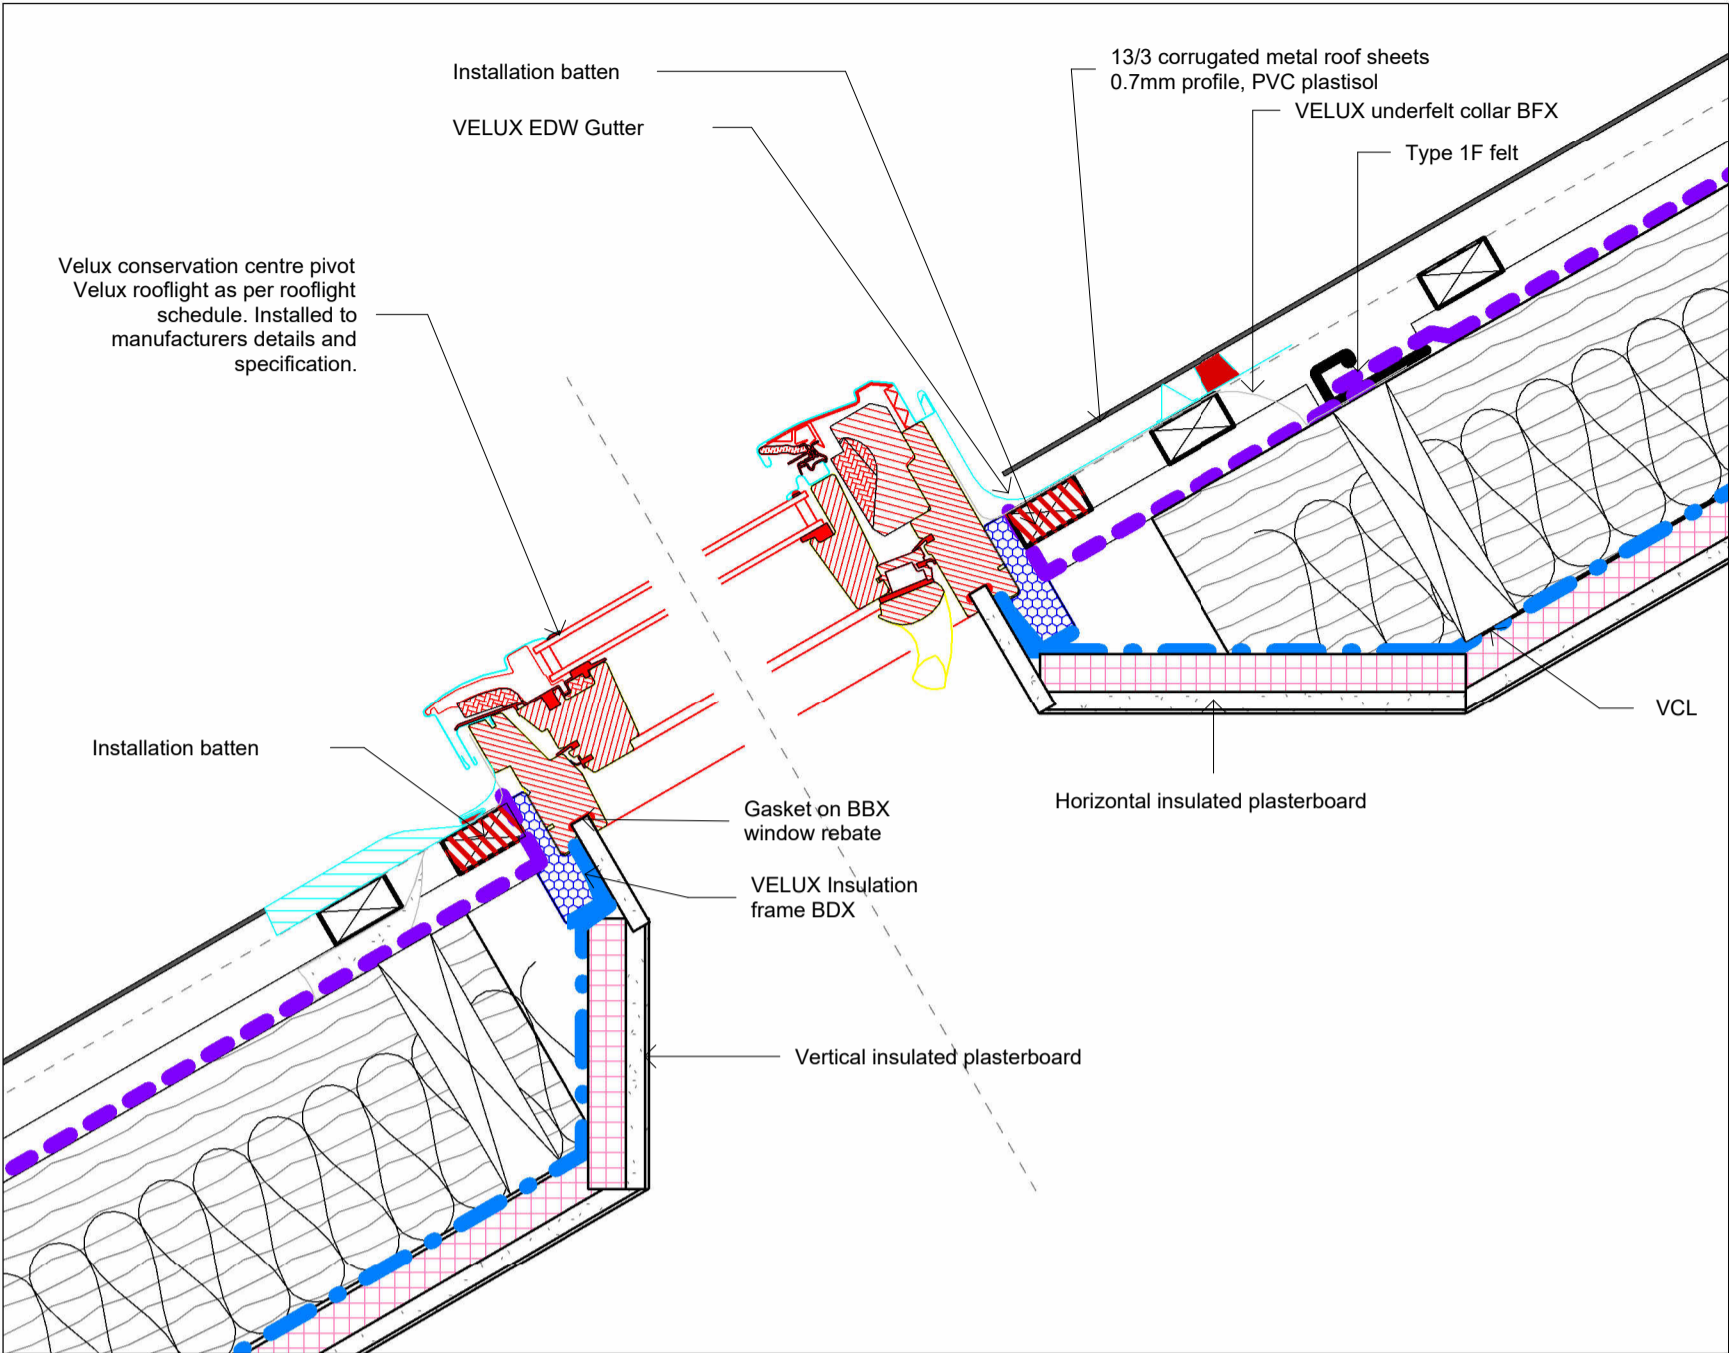 Installation batten
VELUX EDW Gutter
13/3 corrugated metal roof sheets
0.7mm profile, PVC plastisol
VELUX underfelt collar BFX
Type 1F felt
Velux conservation centre pivot
Velux rooflight as per rooflight
schedule. Installed to
manufacturers details and
specification.
Installation batten
Gasket on BBX
window rebate
VELUX Insulation
frame BDX
VCL
Horizontal insulated plasterboard
Vertical insulated plasterboard